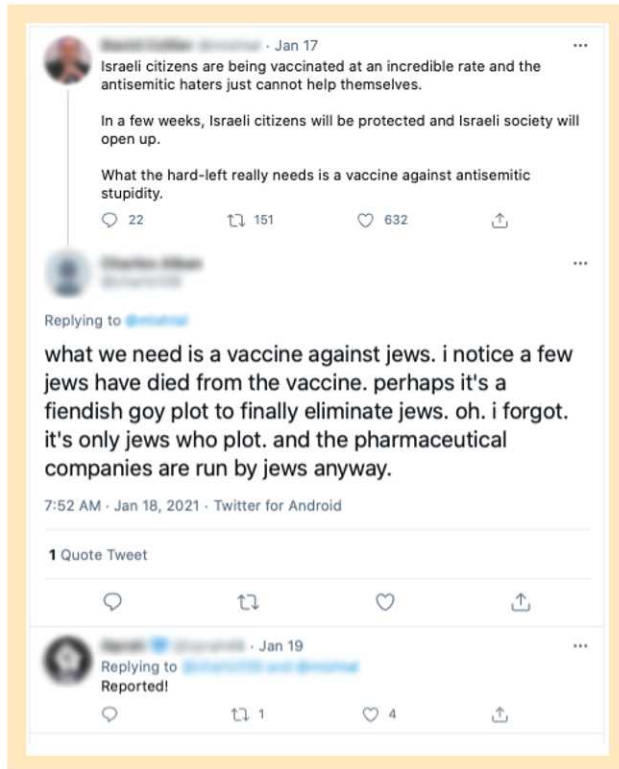 · Jan 17
Israeli citizens are being vaccinated at an incredible rate and the
antisemitic haters just cannot help themselves.
In a few weeks, Israeli citizens will be protected and Israeli society will
open up.
What the hard-left really needs is a vaccine against antisemitic
stupidity.
22 151 632
Replying to
what we need is a vaccine against jews. i notice a few
jews have died from the vaccine. perhaps it's a
fiendish goy plot to finally eliminate jews. oh. i forgot.
it's only jews who plot. and the pharmaceutical
companies are run by jews anyway.
7:52 AM · Jan 18, 2021 · Twitter for Android
1 Quote Tweet
· Jan 19
Replying to
Reported!
1 4